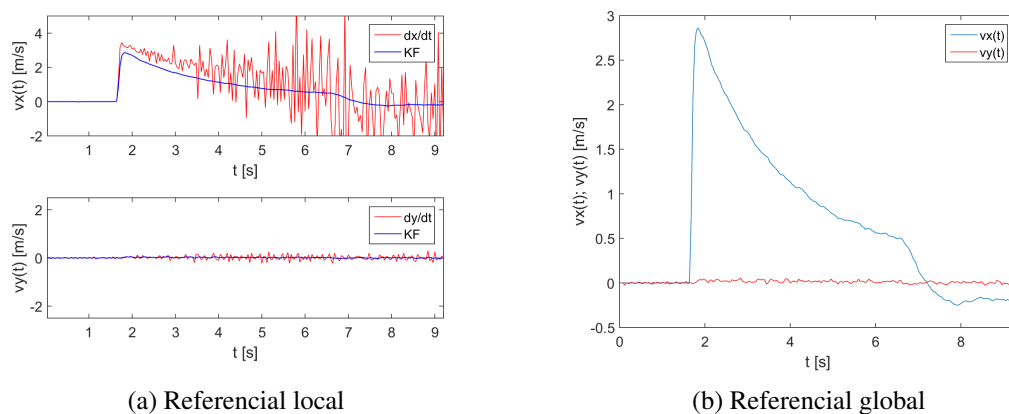 4
2
0
-2
vx(t) [m/s]
dx/dt
KF
1 2 3 4 5 6 7 8 9
t [s]
2
0
-2
vy(t) [m/s]
dy/dt
KF
1 2 3 4 5 6 7 8 9
t [s]
(a) Referencial local
3
2.5
2
1.5
1
0.5
0
-0.5
vx(t); vy(t) [m/s]
vx(t)
vy(t)
0 2 4 6 8
t [s]
(b) Referencial global